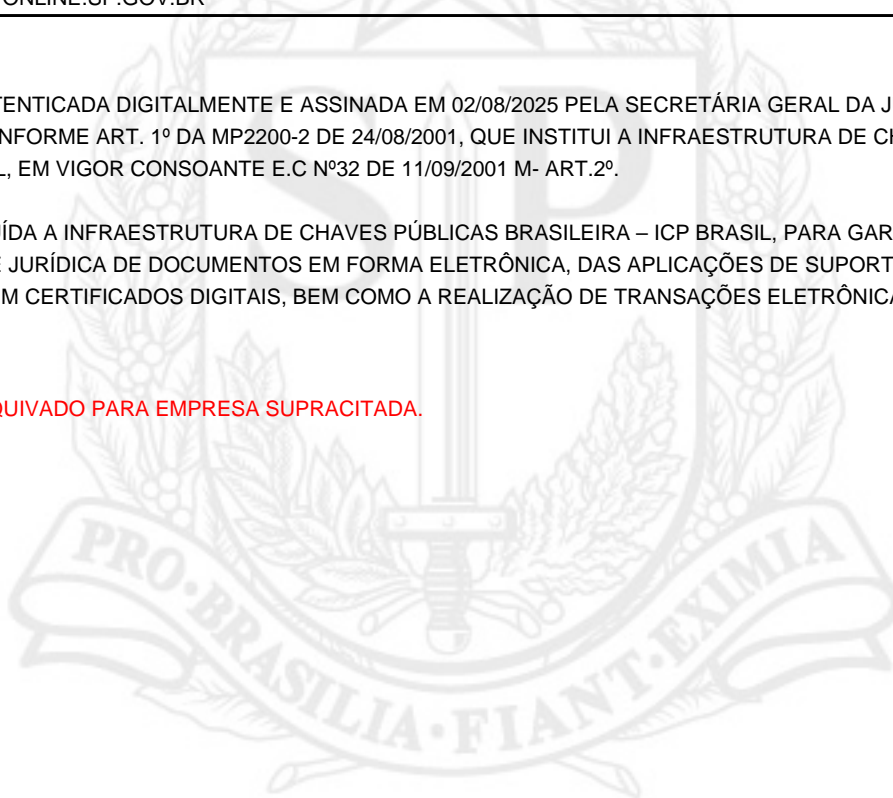 ONLINE.SP.GOV.BR
TENTICADA DIGITALMENTE E ASSINADA EM 02/08/2025 PELA SECRETÁRIA GERAL DA J
NFORME ART. 1º DA MP2200-2 DE 24/08/2001, QUE INSTITUI A INFRAESTRUTURA DE C
L, EM VIGOR CONSOANTE E.C Nº32 DE 11/09/2001 M- ART.2º.
ÍDA A INFRAESTRUTURA DE CHAVES PÚBLICAS BRASILEIRA – ICP BRASIL, PARA GAR
E JURÍDICA DE DOCUMENTOS EM FORMA ELETRÔNICA, DAS APLICAÇÕES DE SUPORT
M CERTIFICADOS DIGITAIS, BEM COMO A REALIZAÇÃO DE TRANSAÇÕES ELETRÔNICA
QUIVADO PARA EMPRESA SUPRACITADA.
SP
PRO·BRASILIA·FIANT·EXIMIA